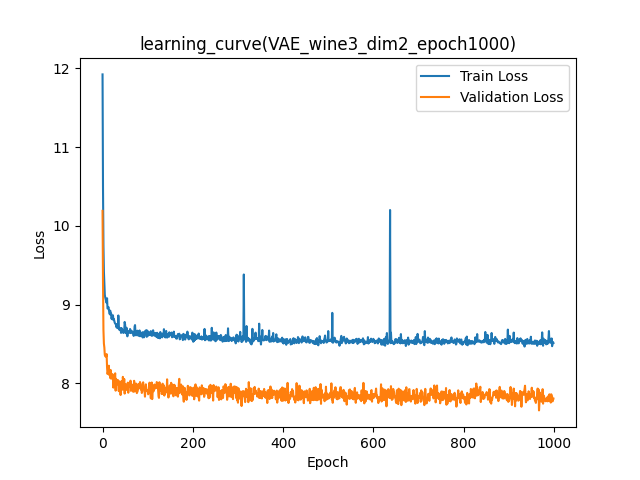 learning_curve(VAE_wine3_dim2_epoch1000)
Train Loss
Validation Loss
12
11
10
9
8
Loss
0 200 400 600 800 1000
Epoch